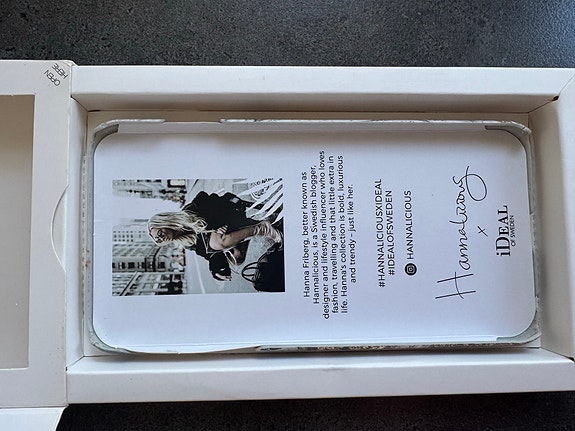 OPEN
HERE
Hanna Friberg, better known as
Hannalicious, is a Swedish blogger,
designer and lifestyle influencer who loves
fashion, travelling and that little extra in
life. Hanna's collection is bold, luxurious
and trendy - just like her.
#HANNALICIOUSXIDEAL
#IDEALOFSWEDEN
HANNALICIOUS
Hannalicious
x
iDEAL
OF SWEDEN